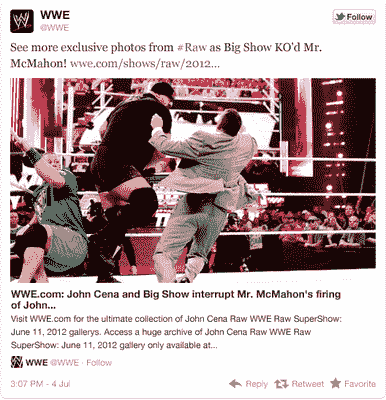 WWE
@WWE
Follow
See more exclusive photos from #Raw as Big Show KO'd Mr.
McMahon! wwe.com/shows/raw/2012...
WWE.com: John Cena and Big Show interrupt Mr. McMahon's firing
of John...
Visit WWE.com for the ultimate collection of John Cena Raw WWE Raw
SuperShow: June 11, 2012 gallerys. Access a huge archive of John Cena Raw WWE Raw
SuperShow: June 11, 2012 gallery only available at...
WWE @WWE · Follow
3:07 PM - 4 Jul
Reply Retweet Favorite